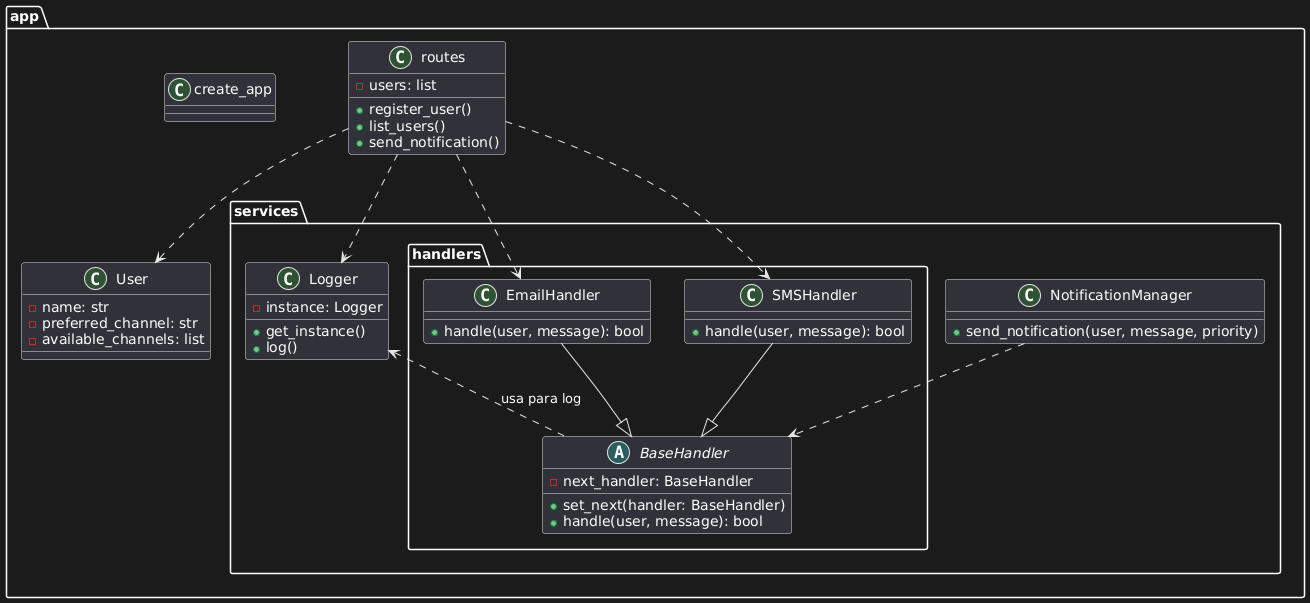 app
C routes
users: list
register_user()
list_users()
send_notification()
C create_app
services
C User
name: str
preferred_channel: str
available_channels: list
C Logger
instance: Logger
get_instance()
log()
handlers
C EmailHandler
handle(user, message): bool
C SMSHandler
handle(user, message): bool
C NotificationManager
send_notification(user, message, priority)
usa para log
A BaseHandler
next_handler: BaseHandler
set_next(handler: BaseHandler)
handle(user, message): bool